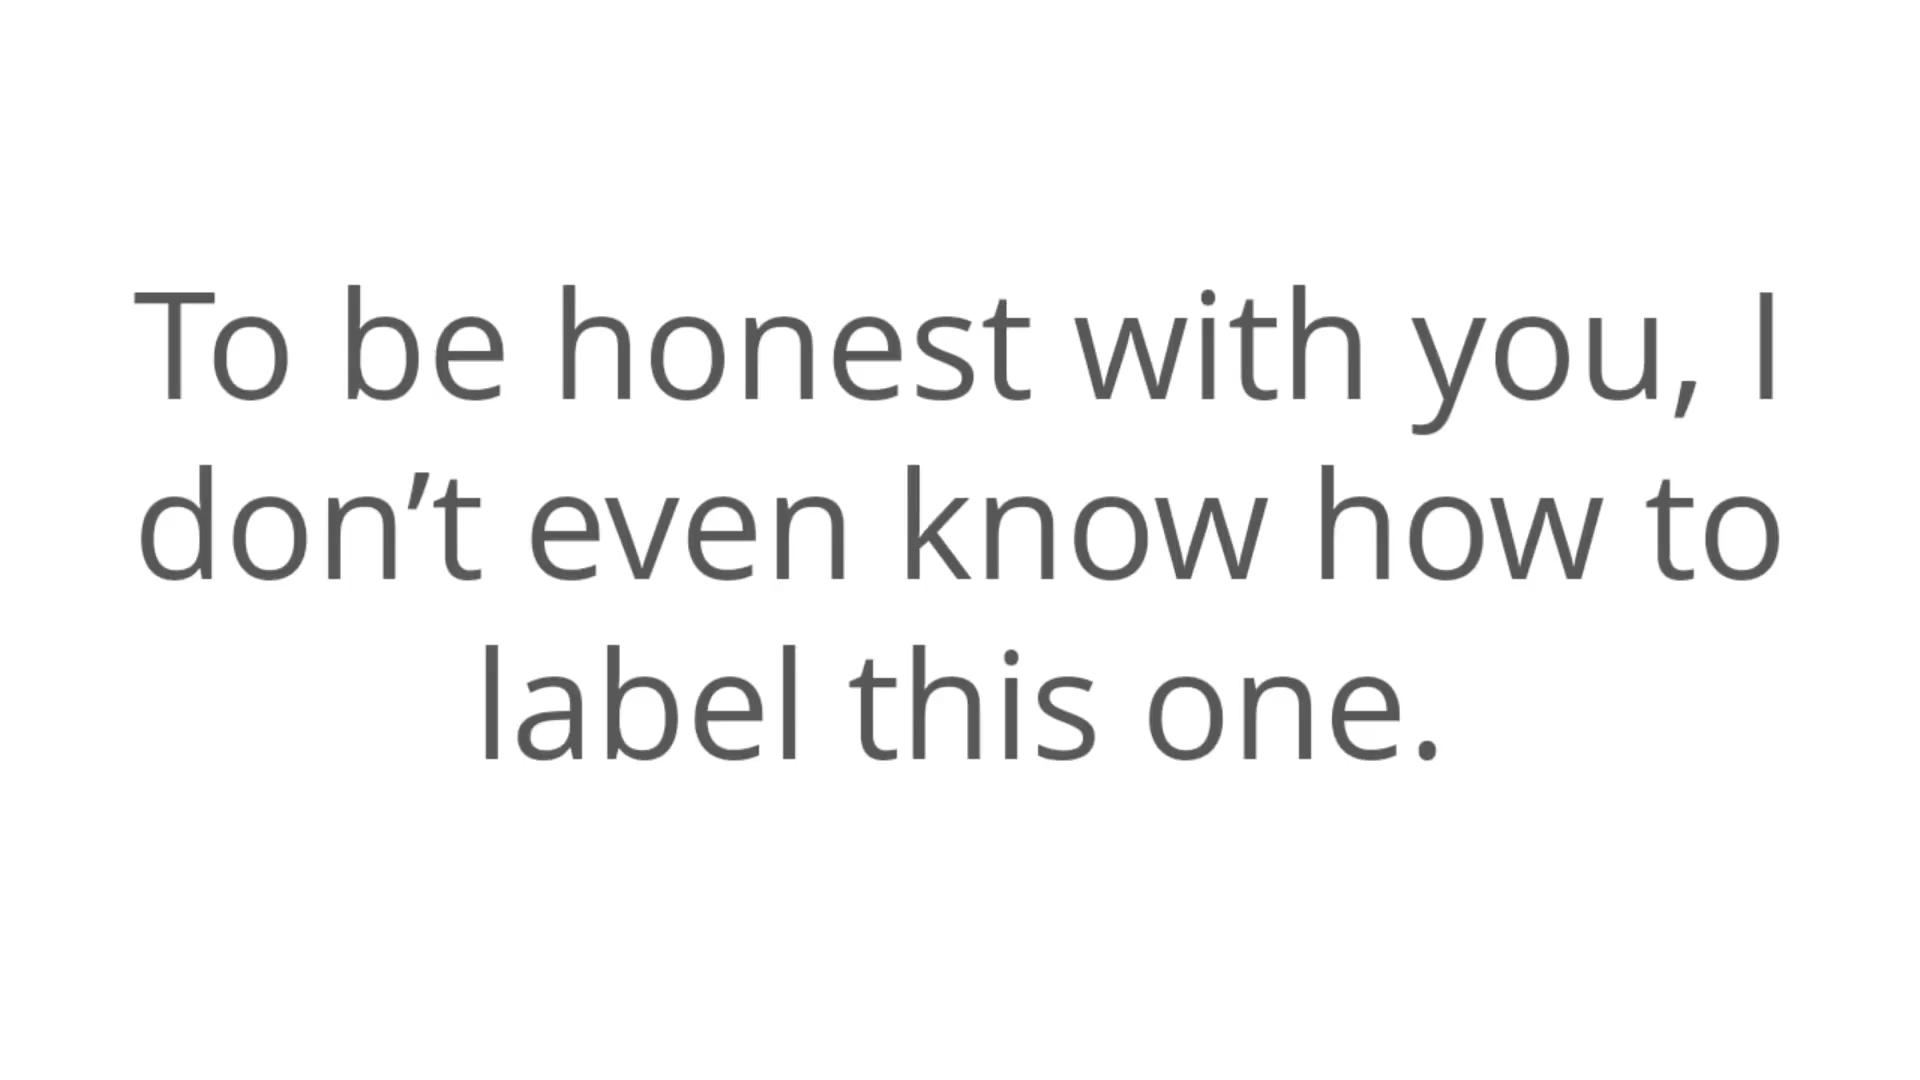 To be honest with you, I
don’t even know how to
label this one.